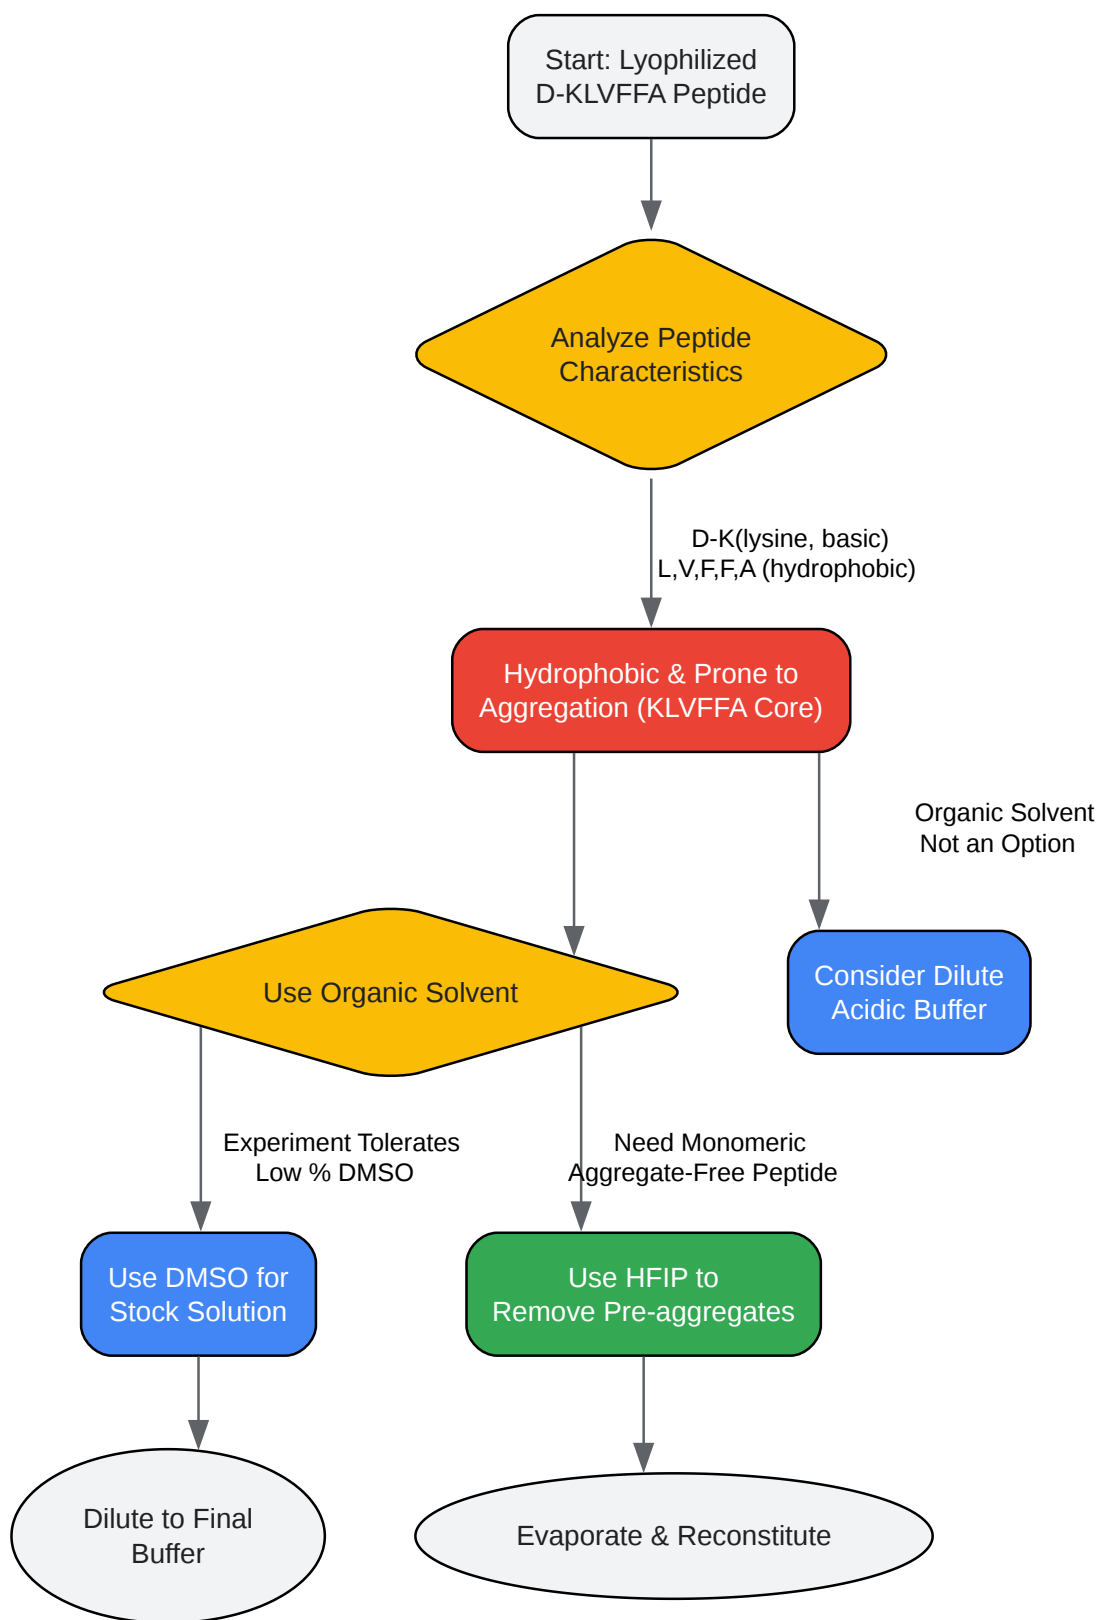 Start: Lyophilized
D-KLVFFA Peptide
Analyze Peptide
Characteristics
D-K(lysine, basic)
L,V,F,F,A (hydrophobic)
Hydrophobic & Prone to
Aggregation (KLVFFA Core)
Organic Solvent
Not an Option
Use Organic Solvent
Consider Dilute
Acidic Buffer
Experiment Tolerates
Low % DMSO
Need Monomeric
Aggregate-Free Peptide
Use DMSO for
Stock Solution
Use HFIP to
Remove Pre-aggregates
Dilute to Final
Buffer
Evaporate & Reconstitute